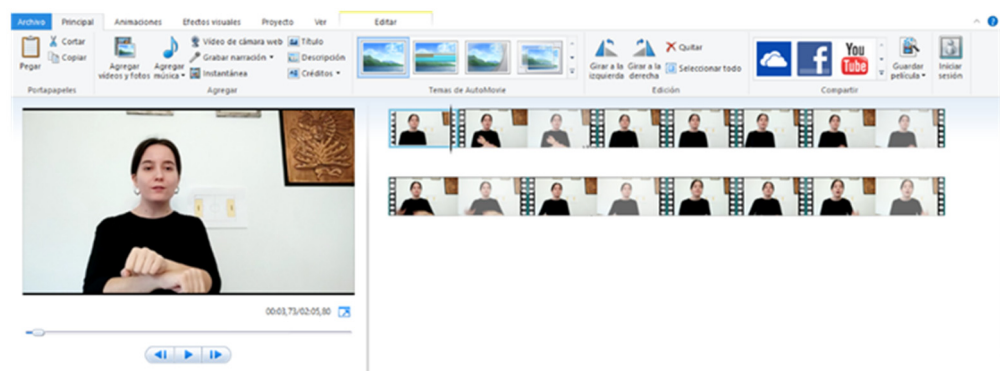 Archivo Principal Animaciones Efectos visuales Proyecto Ver Editar
Pegar
Cortar
Copiar
Portapapeles
Agregar
vídeos y fotos
Agregar
música
Vídeo de cámara web
Grabar narración
Instantánea
Título
Descripción
Créditos
Agregar
Temas de AutoMovie
Girar a la
izquierda
Girar a la
derecha
Quitar
Seleccionar todo
Edición
f
You
Tube
Compartir
Guardar
película
Iniciar
sesión
00:03,73/02:05,80